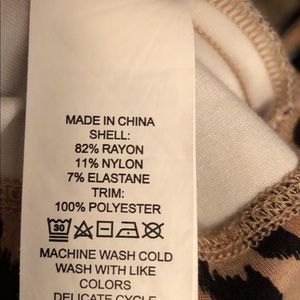 MADE IN CHINA
SHELL:
82% RAYON
11% NYLON
7% ELASTANE
TRIM:
100% POLYESTER
30
MACHINE WASH COLD
WASH WITH LIKE
COLORS
DELICATE CYCLE